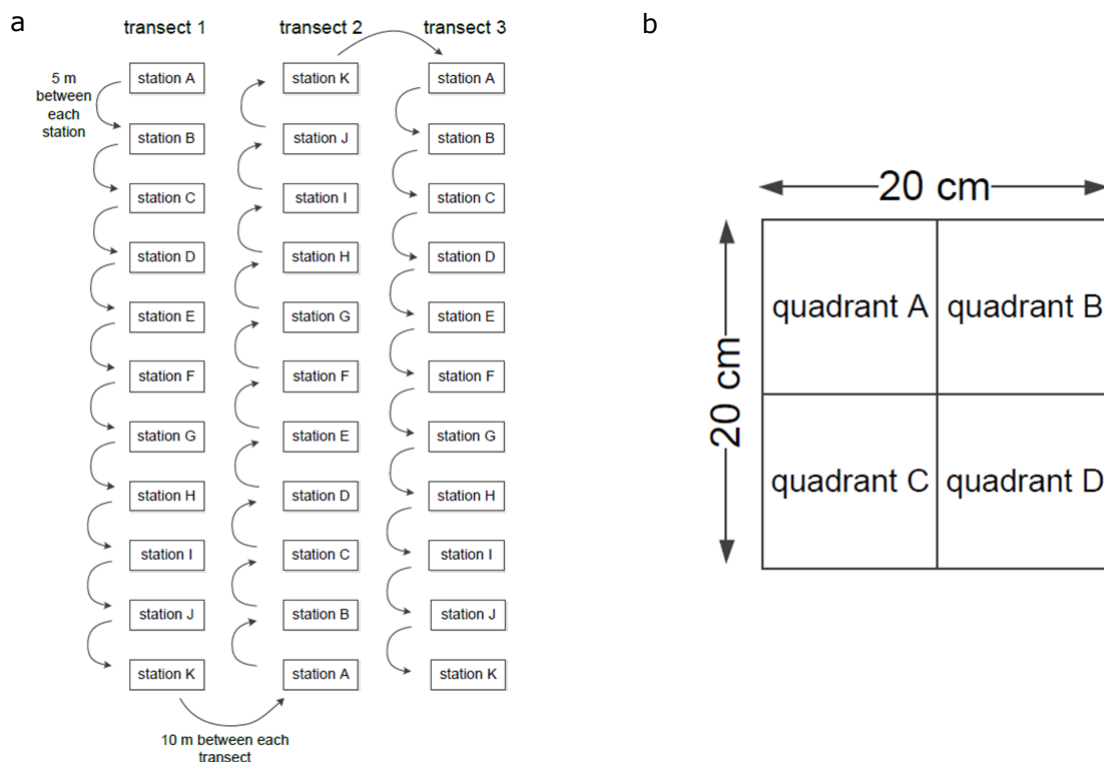 a
transect 1
transect 2
transect 3
5 m
between
each
station
station A
station B
station C
station D
station E
station F
station G
station H
station I
station J
station K
station K
station J
station I
station H
station G
station F
station E
station D
station C
station B
station A
station A
station B
station C
station D
station E
station F
station G
station H
station I
station J
station K
10 m between each
transect
b
20 cm
20 cm
quadrant A
quadrant B
quadrant C
quadrant D